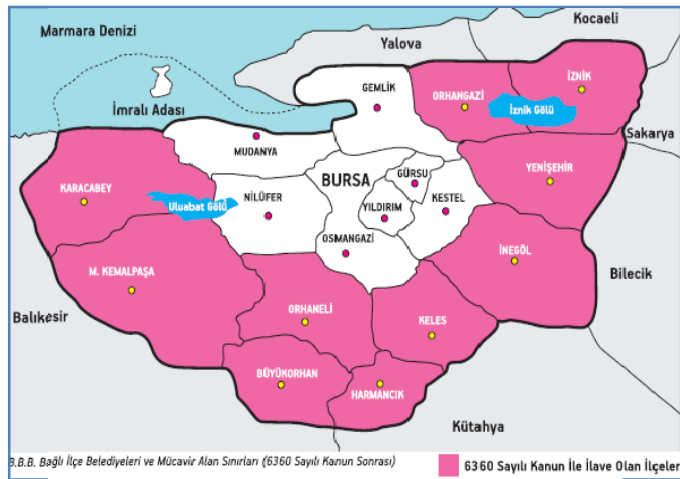 Kocaeli
Marmara Denizi
Yalova
GEMLİK
İZNİK
ORHANGAZİ
İmralı Adası
İznik Gölü
Sakarya
MUDANYA
GÜRSU
BURSA
YENİŞEHİR
KARACABEY
NİLÜFER
YILDIRIM
KESTEL
Uluabat Gölü
OSMANGAZİ
İNEGÖL
M. KEMALPAŞA
Bilecik
ORHANELİ
Balıkesir
KELES
BÜYÜKORHAN
HARMANCIK
Kütahya
B.B.B. Bağlı İlçe Belediyeleri ve Mücavir Alan Sınırları (6360 Sayılı Kanun Sonrası)
6360 Sayılı Kanun İle İlave Olan İlçeler